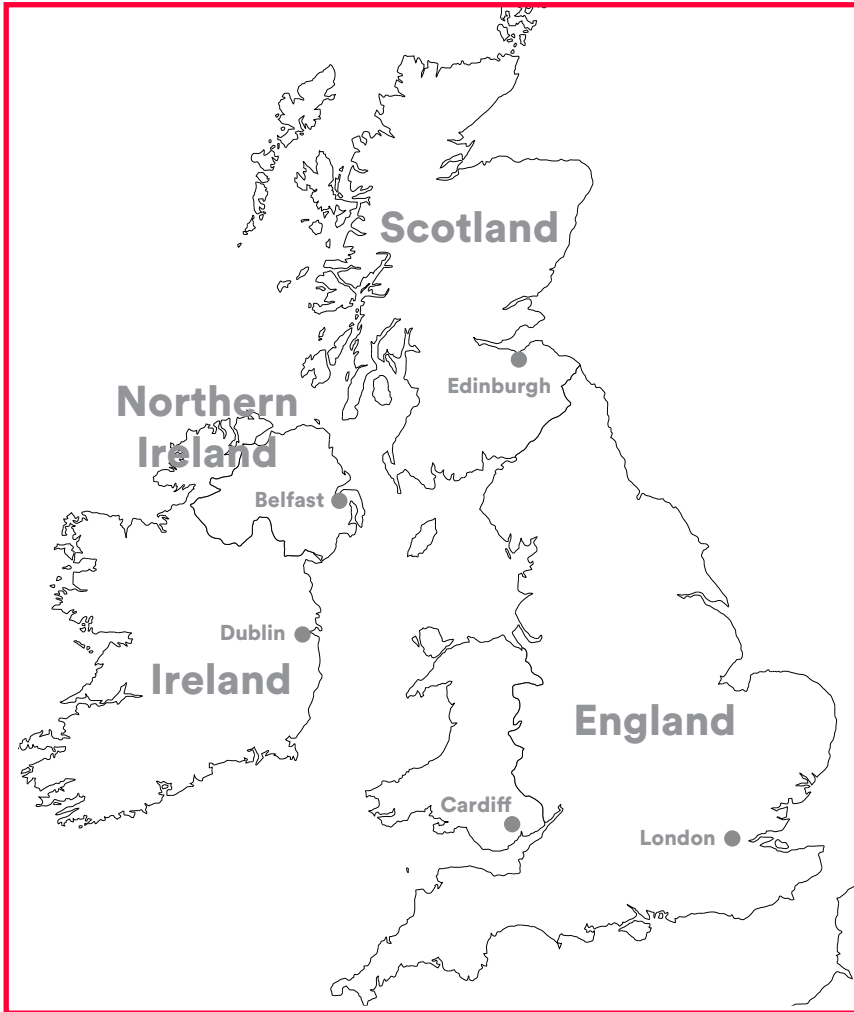 Scotland
Edinburgh
Northern
Ireland
Belfast
Dublin
Ireland
England
Cardiff
London